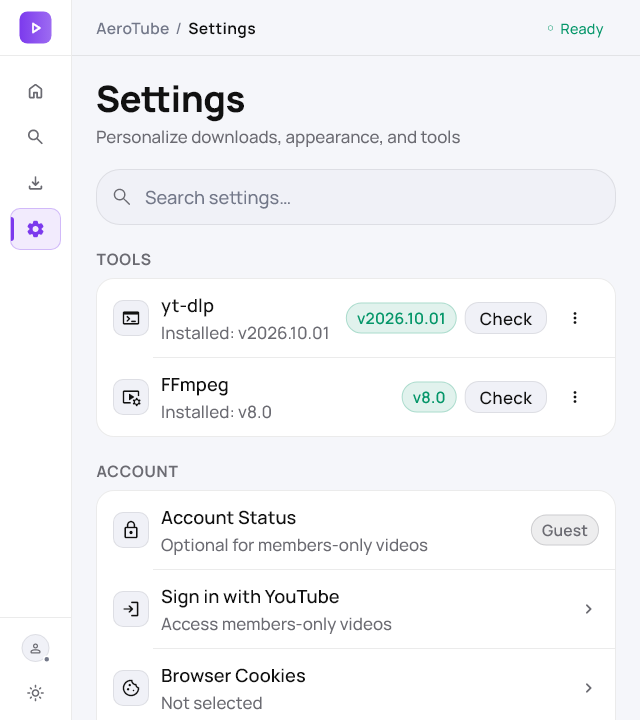 AeroTube / Settings
Ready
Settings
Personalize downloads, appearance, and tools
Search settings...
TOOLS
yt-dlp
Installed: v2026.10.01
v2026.10.01
Check
FFmpeg
Installed: v8.0
v8.0
Check
ACCOUNT
Account Status
Optional for members-only videos
Guest
Sign in with YouTube
Access members-only videos
Browser Cookies
Not selected